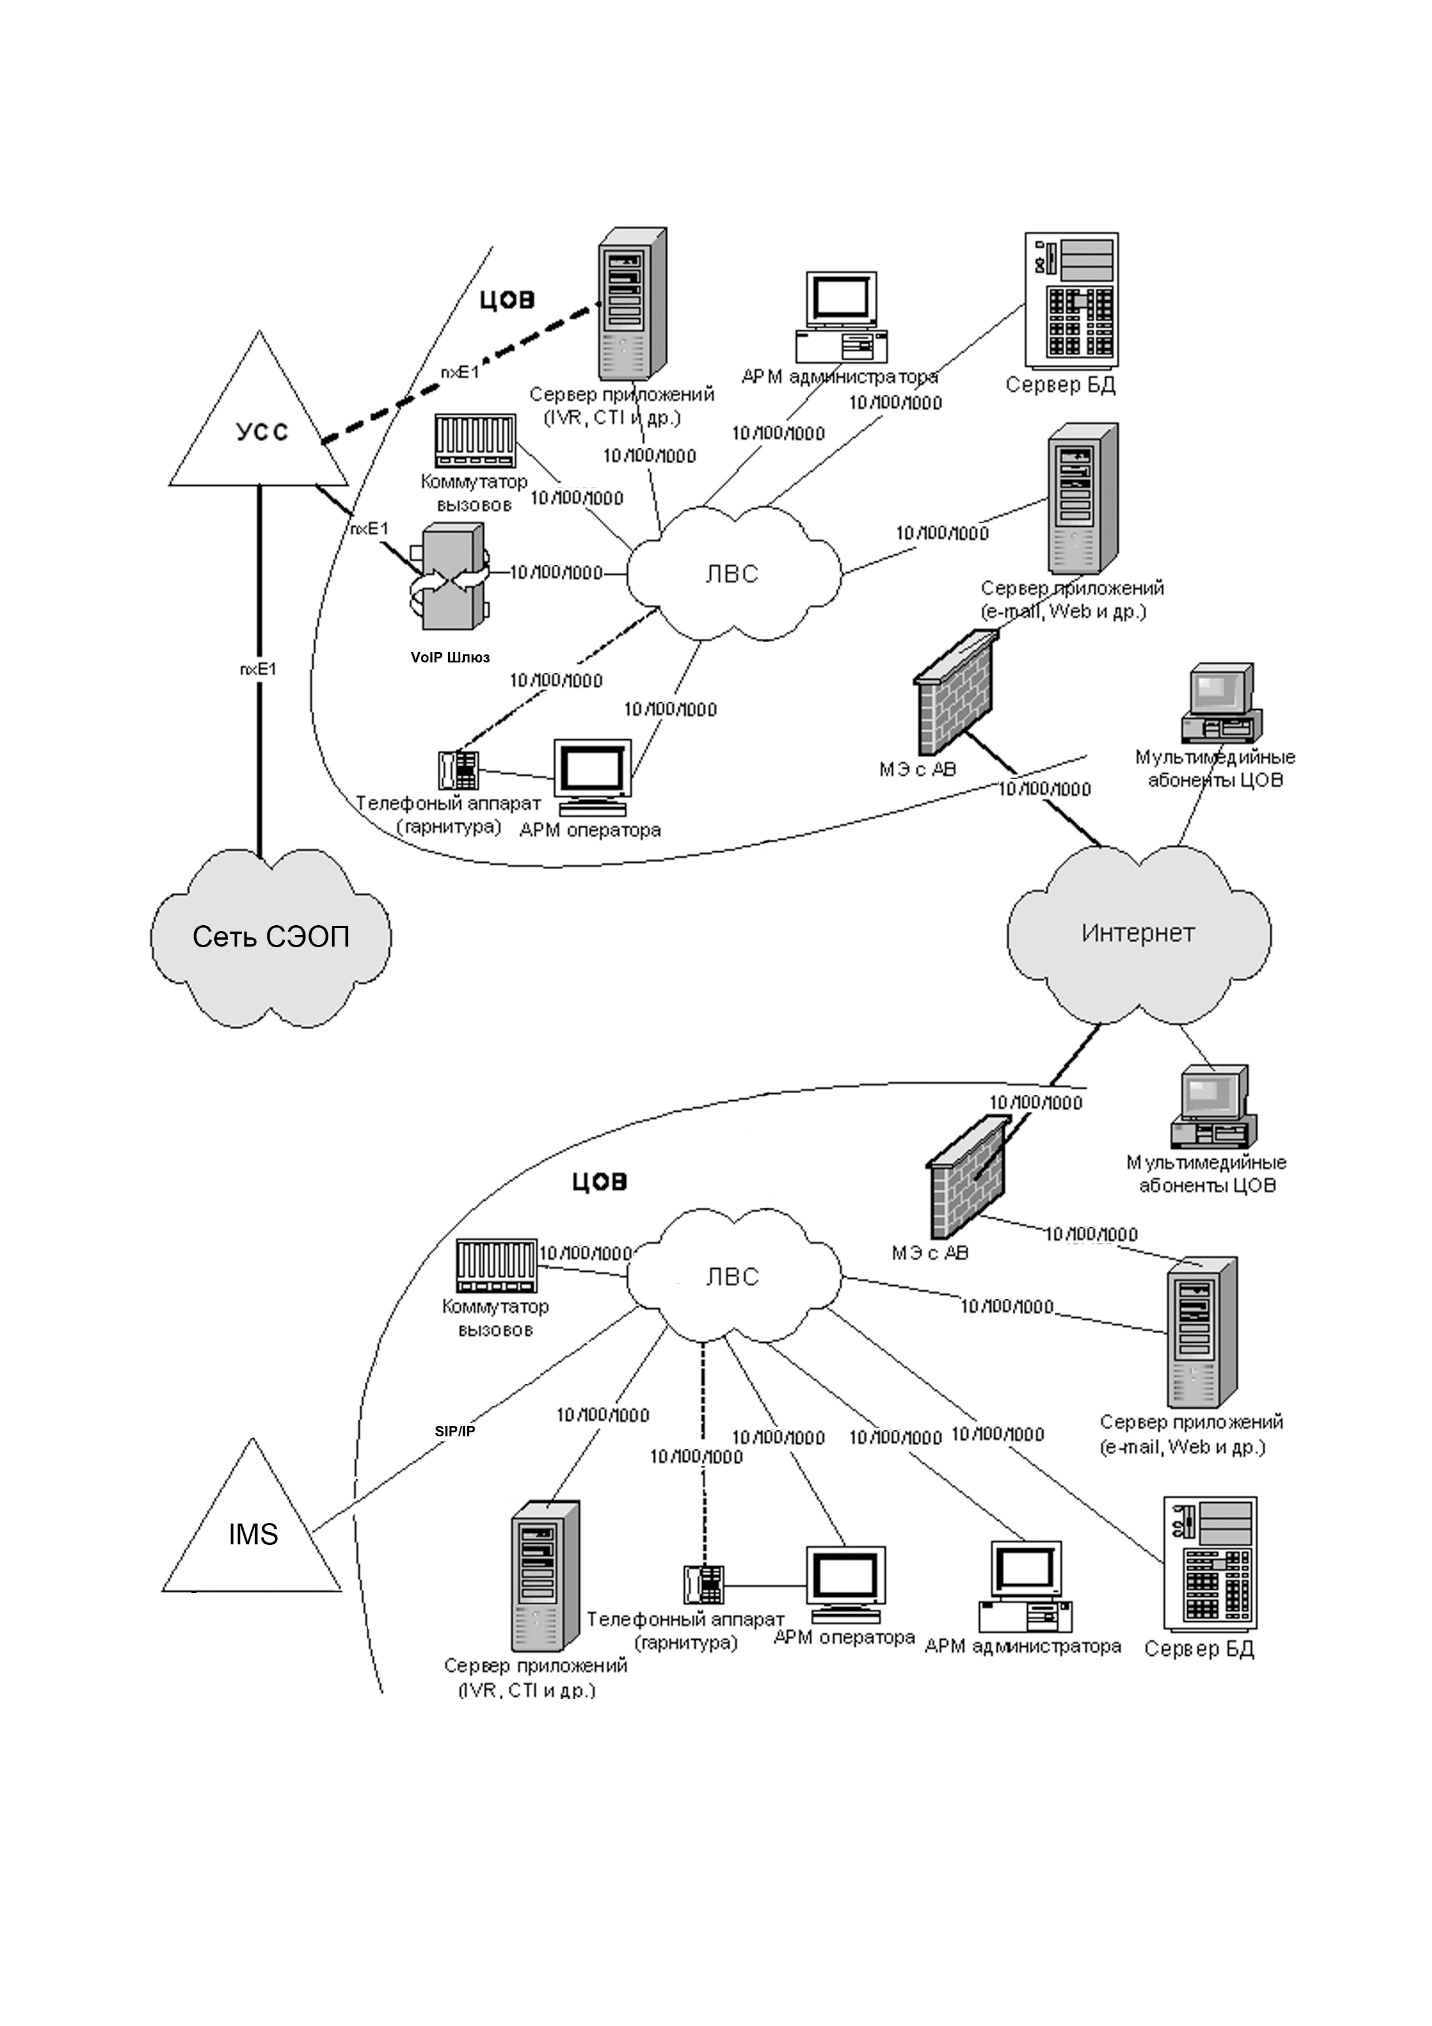 ЦОВ
nxE1
Сервер приложений
(IVR, CTI и др.)
АРМ администратора
Сервер БД
10/100/1000
УСС
10/100/1000
10/100/1000
Коммутатор
вызовов
10/100/1000
nxE1
10/100/1000
10/100/1000
ЛВС
Сервер приложений
(e-mail, Web и др.)
VoIP Шлюз
nxE1
10/100/1000
10/100/1000
МЭ с АВ
Мультимедийные
абоненты ЦОВ
10/100/1000
Телефоный аппарат
(гарнитура)
АРМ оператора
Сеть СЭОП
Интернет
10/100/1000
МЭ с АВ
Мультимедийные
абоненты ЦОВ
ЦОВ
10/100/1000
10/100/1000
ЛВС
Коммутатор
вызовов
10/100/1000
SIP/IP
10/100/1000
10/100/1000
10/100/1000
10/100/1000
10/100/1000
Сервер приложений
(e-mail, Web и др.)
IMS
Телефонный аппарат
(гарнитура)
АРМ оператора
АРМ администратора
Сервер БД
Сервер приложений
(IVR, CTI и др.)